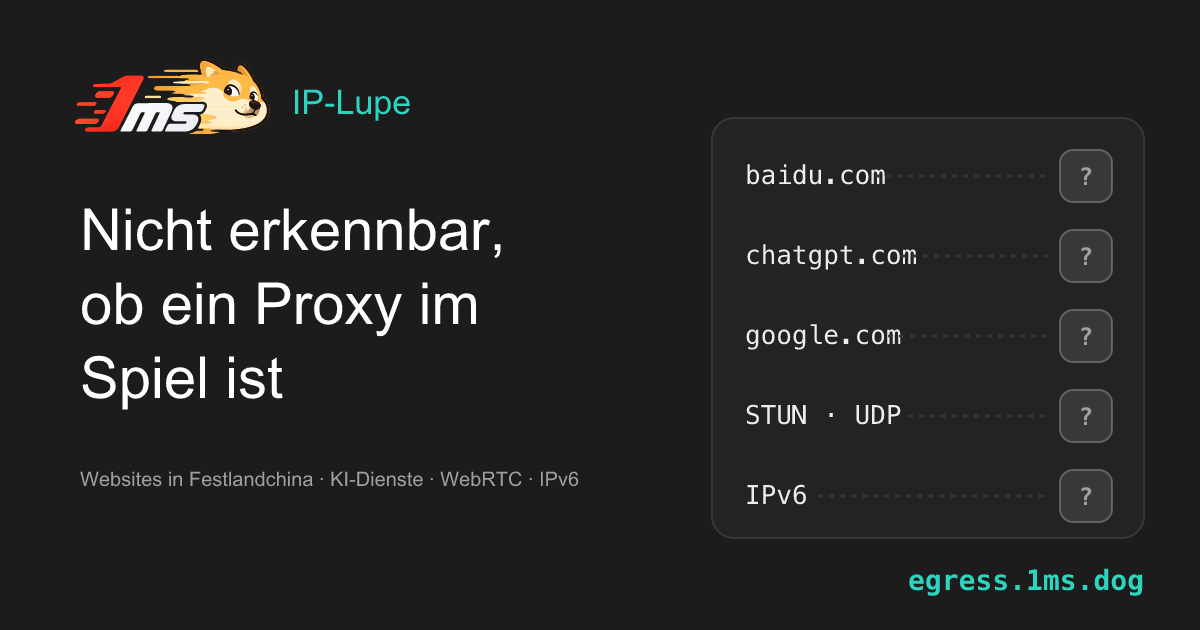 1ms
IP-Lupe
Nicht erkennbar,
ob ein Proxy im
Spiel ist
Websites in Festlandchina · KI-Dienste · WebRTC · IPv6
baidu.com ?
chatgpt.com ?
google.com ?
STUN · UDP ?
IPv6 ?
egress.1ms.dog